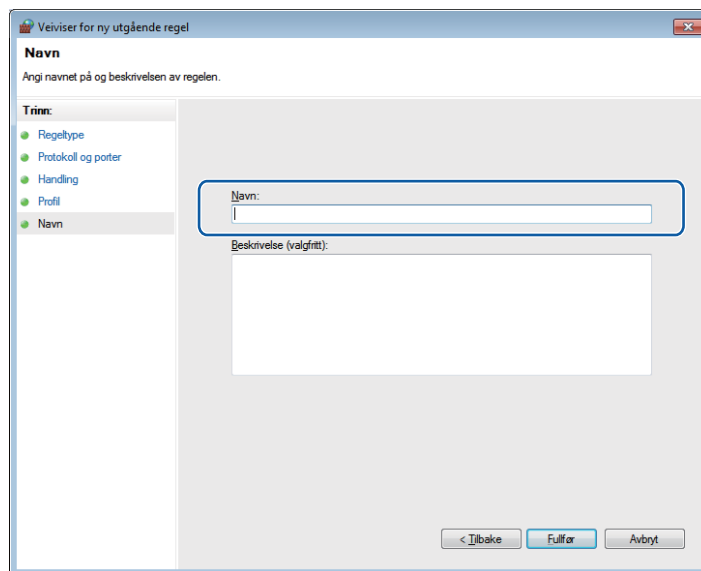 Veiviser for ny utgående regel
Navn
Angi navnet på og beskrivelsen av regelen.
Trinn:
Regeltype
Protokoll og porter
Handling
Profil
Navn
Navn:
Beskrivelse (valgfritt):
< Tilbake
Fullfør
Avbryt